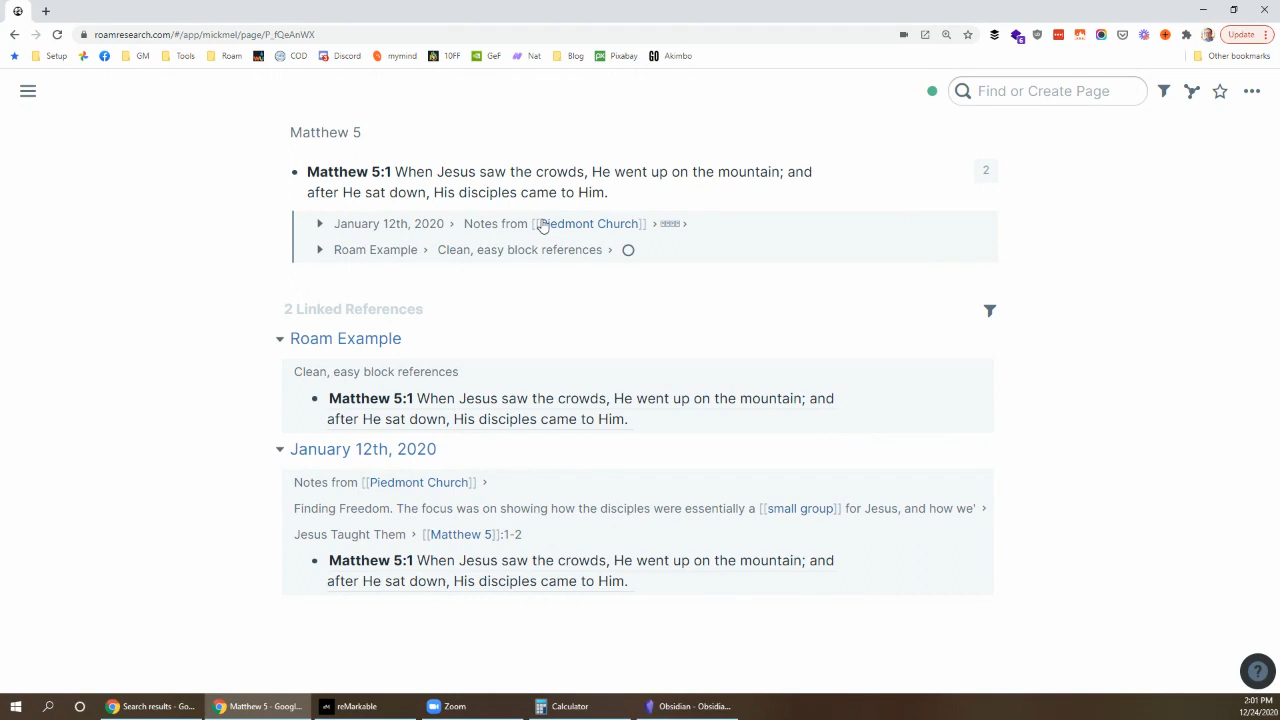 roamresearch.com/#/app/mickmel/page/P_fQeAnWX
Update
Setup
GM
Tools
Roam
COD
Discord
mymind
10FF
GeF
Nat
Blog
Pixabay
GO Akimbo
Other bookmarks
Find or Create Page
Matthew 5
Matthew 5:1 When Jesus saw the crowds, He went up on the mountain; and
after He sat down, His disciples came to Him.
2
January 12th, 2020 › Notes from [[Piedmont Church]] ›
Roam Example › Clean, easy block references ›
2 Linked References
Roam Example
Clean, easy block references
Matthew 5:1 When Jesus saw the crowds, He went up on the mountain; and
after He sat down, His disciples came to Him.
January 12th, 2020
Notes from [[Piedmont Church]] ›
Finding Freedom. The focus was on showing how the disciples were essentially a [[small group]] for Jesus, and how we' ›
Jesus Taught Them › [[Matthew 5]]:1-2
Matthew 5:1 When Jesus saw the crowds, He went up on the mountain; and
after He sat down, His disciples came to Him.
?
Search results - Go...
Matthew 5 - Googl...
reMarkable
Zoom
Calculator
Obsidian - Obsidia...
2:01 PM
12/24/2020